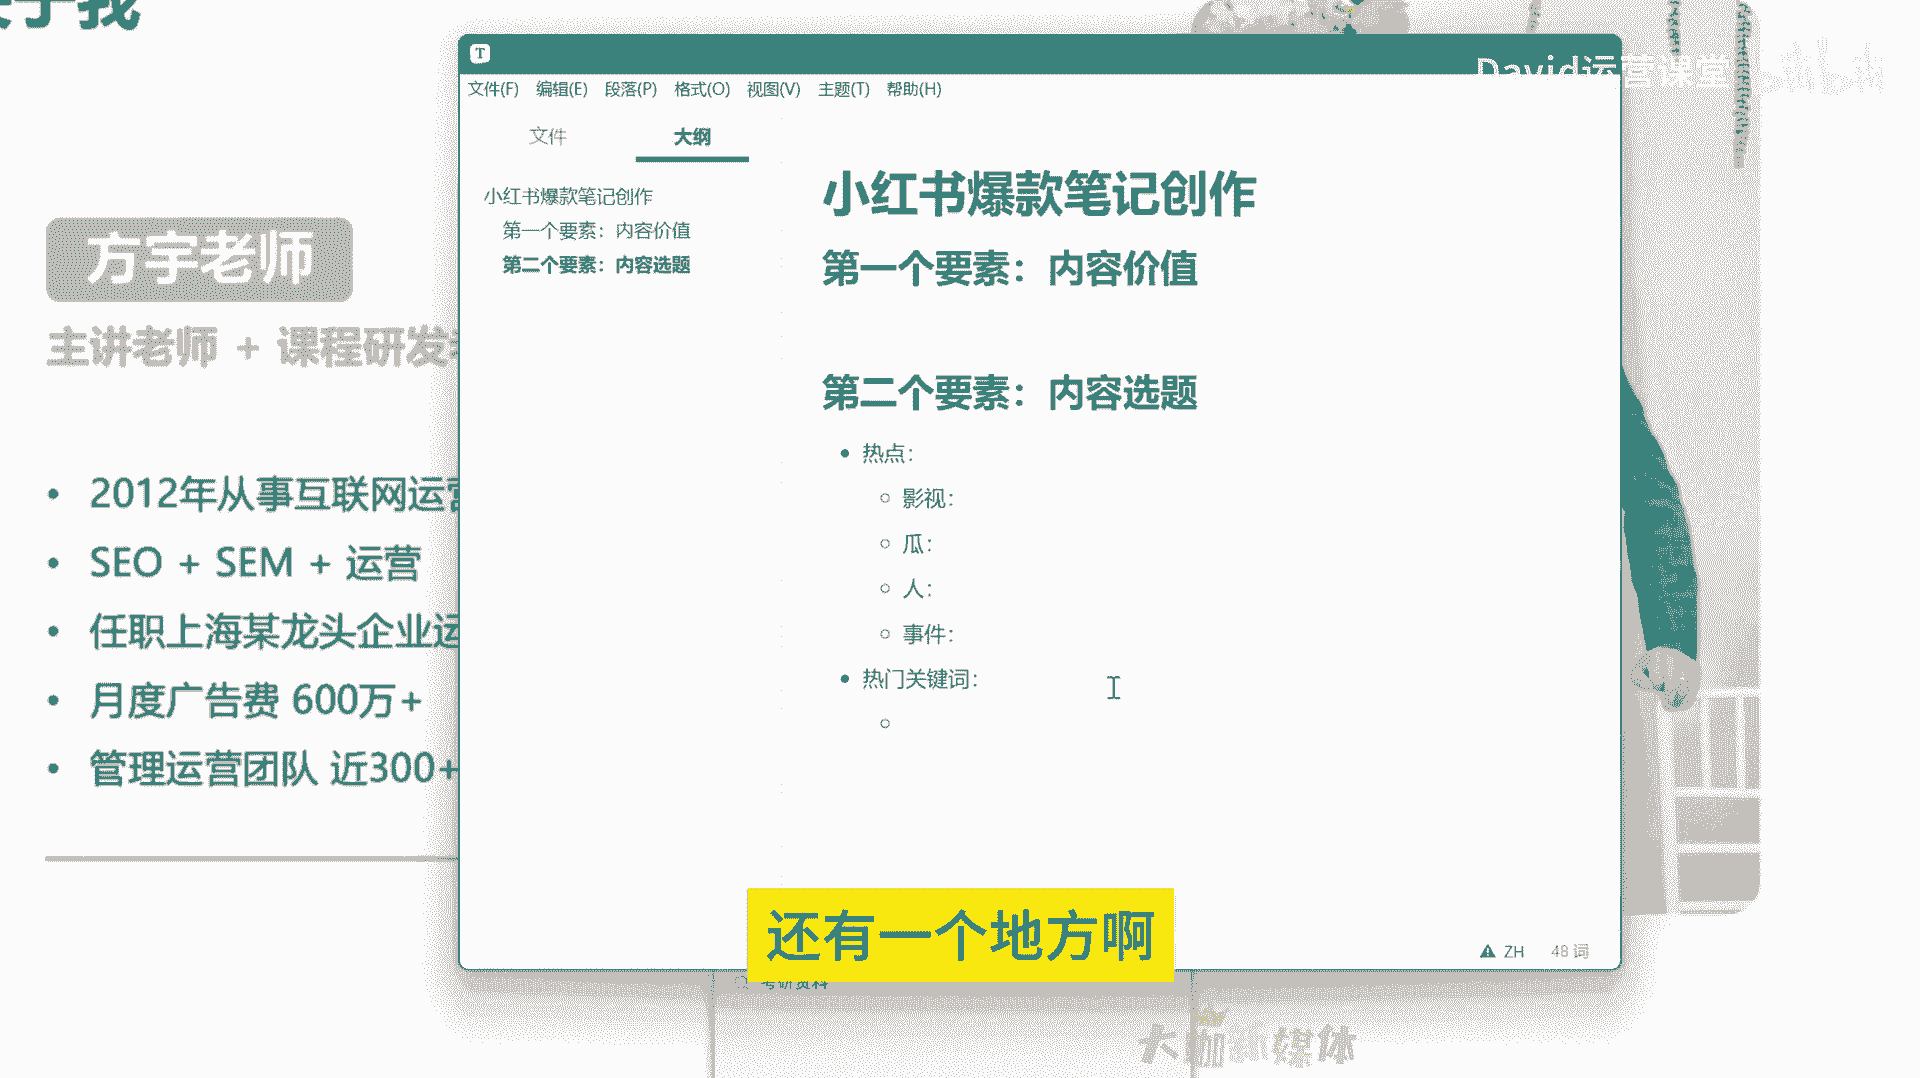 方宇老师
主讲老师 + 课程研发
2012年从事互联网运营
SEO + SEM + 运营
任职上海某龙头企业运
月度广告费 600万+
管理运营团队 近300+
T
David运营课堂
bilibili
文件(F) 编辑(E) 段落(P) 格式(O) 视图(V) 主题(T) 帮助(H)
文件 大纲
小红书爆款笔记创作
第一个要素：内容价值
第二个要素：内容选题
小红书爆款笔记创作
第一个要素：内容价值
第二个要素：内容选题
热点：
影视：
瓜：
人：
事件：
热门关键词：
ZH 48 词
还有一个地方啊
考研资料
大咖新媒体